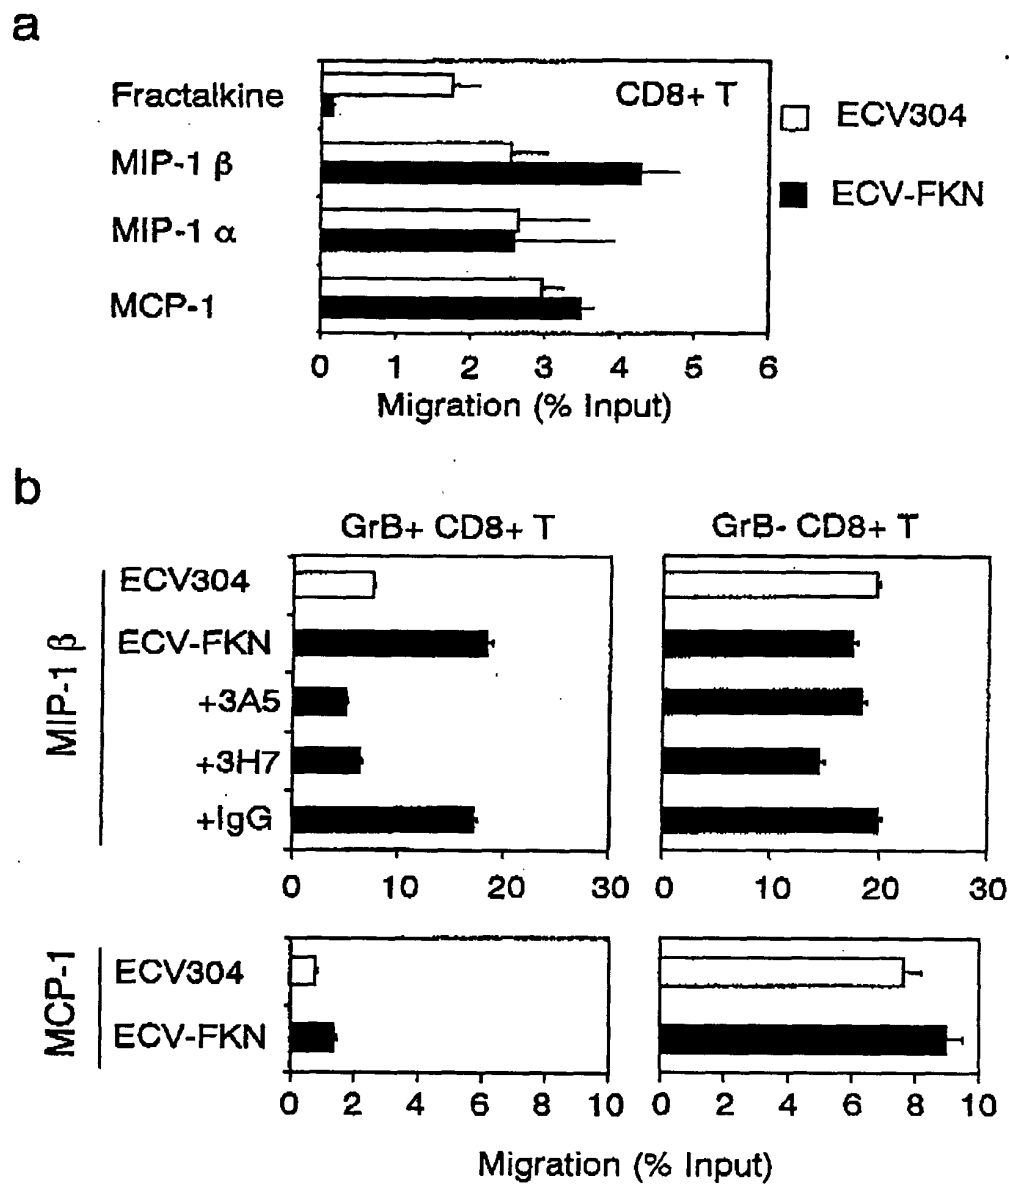 a
Fractalkine
MIP-1 β
MIP-1 α
MCP-1
CD8+ T
ECV304
ECV-FKN
0 1 2 3 4 5 6
Migration (% Input)
b
GrB+ CD8+ T
GrB- CD8+ T
MIP-1 β
ECV304
ECV-FKN
+3A5
+3H7
+IgG
0 10 20 30
0 10 20 30
MCP-1
ECV304
ECV-FKN
0 2 4 6 8 10
0 2 4 6 8 10
Migration (% Input)